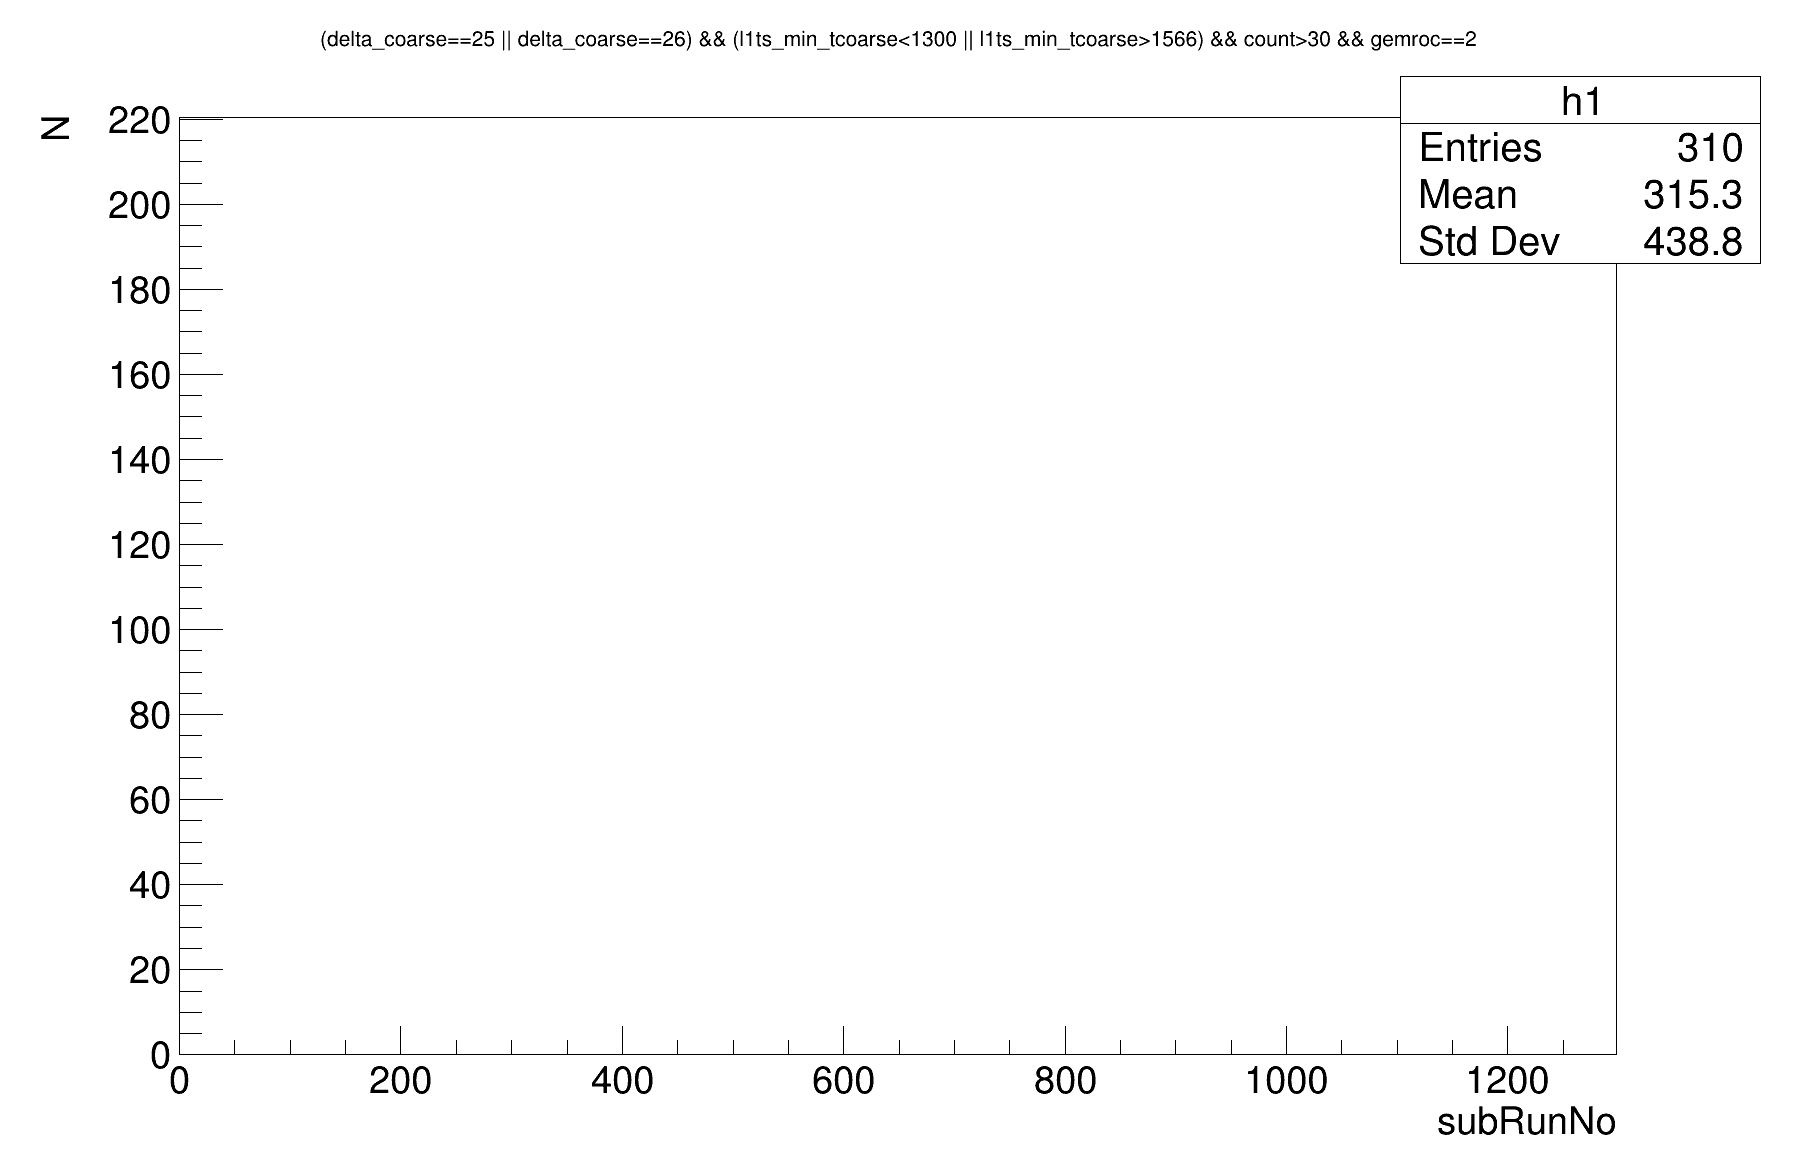 (delta_coarse==25 || delta_coarse==26) && (l1ts_min_tcoarse<1300 || l1ts_min_tcoarse>1566) && count>30 && gemroc==2
h1
Entries 310
Mean 315.3
Std Dev 438.8
N
220
200
180
160
140
120
100
80
60
40
20
0
0 200 400 600 800 1000 1200
subRunNo